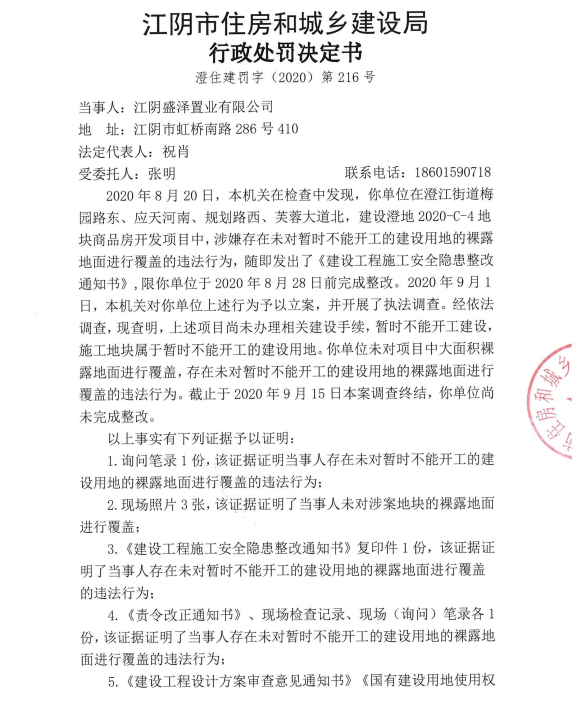 江阴市住房和城乡建设局
行政处罚决定书
澄住建罚字（2020）第 216 号
当事人：江阴盛泽置业有限公司
地　址：江阴市虹桥南路 286 号 410
法定代表人：祝肖
受委托人：张明　联系电话：18601590718
2020 年 8 月 20 日，本机关在检查中发现，你单位在澄江街道梅
园路东、应天河南、规划路西、芙蓉大道北，建设澄地 2020-C-4 地
块商品房开发项目中，涉嫌存在未对暂时不能开工的建设用地的裸露
地面进行覆盖的违法行为，随即发出了《建设工程施工安全隐患整改
通知书》,限你单位于 2020 年 8 月 28 日前完成整改。2020 年 9 月 1
日，本机关对你单位上述行为予以立案，并开展了执法调查。经依法
调查，现查明，上述项目尚未办理相关建设手续，暂时不能开工建设，
施工地块属于暂时不能开工的建设用地。你单位未对项目中大面积裸
露地面进行覆盖，存在未对暂时不能开工的建设用地的裸露地面进行
覆盖的违法行为。截止于 2020 年 9 月 15 日本案调查终结，你单位尚
未完成整改。
以上事实有下列证据予以证明：
1.询问笔录 1 份，该证据证明当事人存在未对暂时不能开工的建
设用地的裸露地面进行覆盖的违法行为；
2.现场照片 3 张，该证据证明了当事人未对涉案地块的裸露地面
进行覆盖；
3.《建设工程施工安全隐患整改通知书》复印件 1 份，该证据证
明了当事人存在未对暂时不能开工的建设用地的裸露地面进行覆盖
的违法行为；
4.《责令改正通知书》、现场检查记录、现场（询问）笔录各 1
份，该证据证明了当事人存在未对暂时不能开工的建设用地的裸露地
面进行覆盖的违法行为；
5.《建设工程设计方案审查意见通知书》《国有建设用地使用权
市住房和城乡